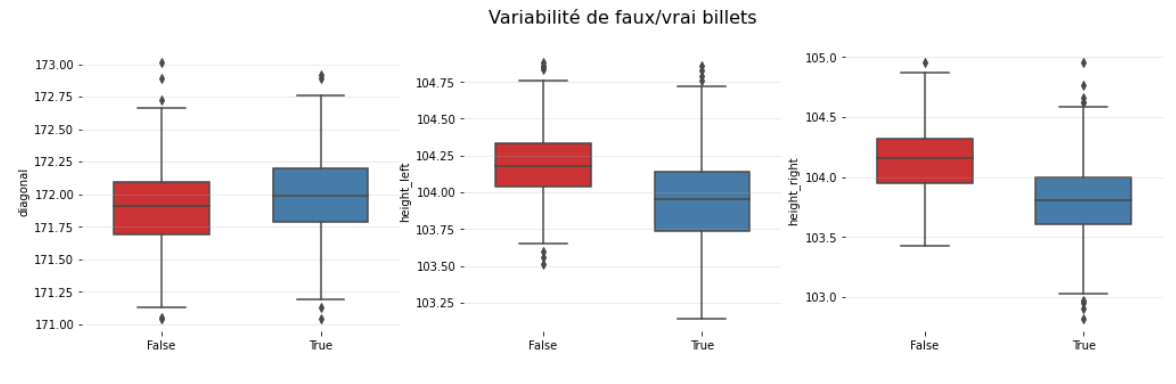 Variabilité de faux/vrai billets
diagonal
173.00
172.75
172.50
172.25
172.00
171.75
171.50
171.25
171.00
False
True
height_left
104.75
104.50
104.25
104.00
103.75
103.50
103.25
False
True
height_right
105.0
104.5
104.0
103.5
103.0
False
True